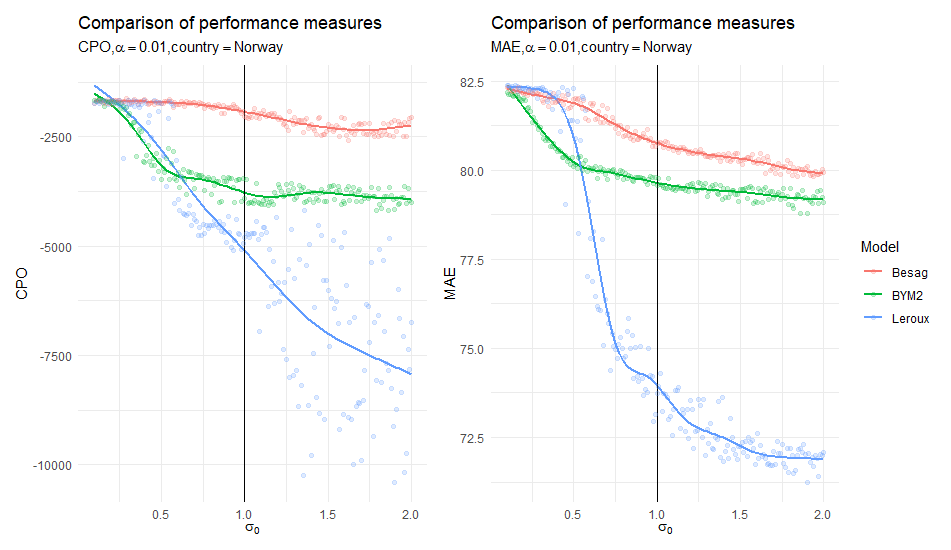 Comparison of performance measures
CPO,α = 0.01,country = Norway
CPO
-2500
-5000
-7500
-10000
0.5
1.0
1.5
2.0
σ₀
Comparison of performance measures
MAE,α = 0.01,country = Norway
MAE
82.5
80.0
77.5
75.0
72.5
0.5
1.0
1.5
2.0
σ₀
Model
Besag
BYM2
Leroux